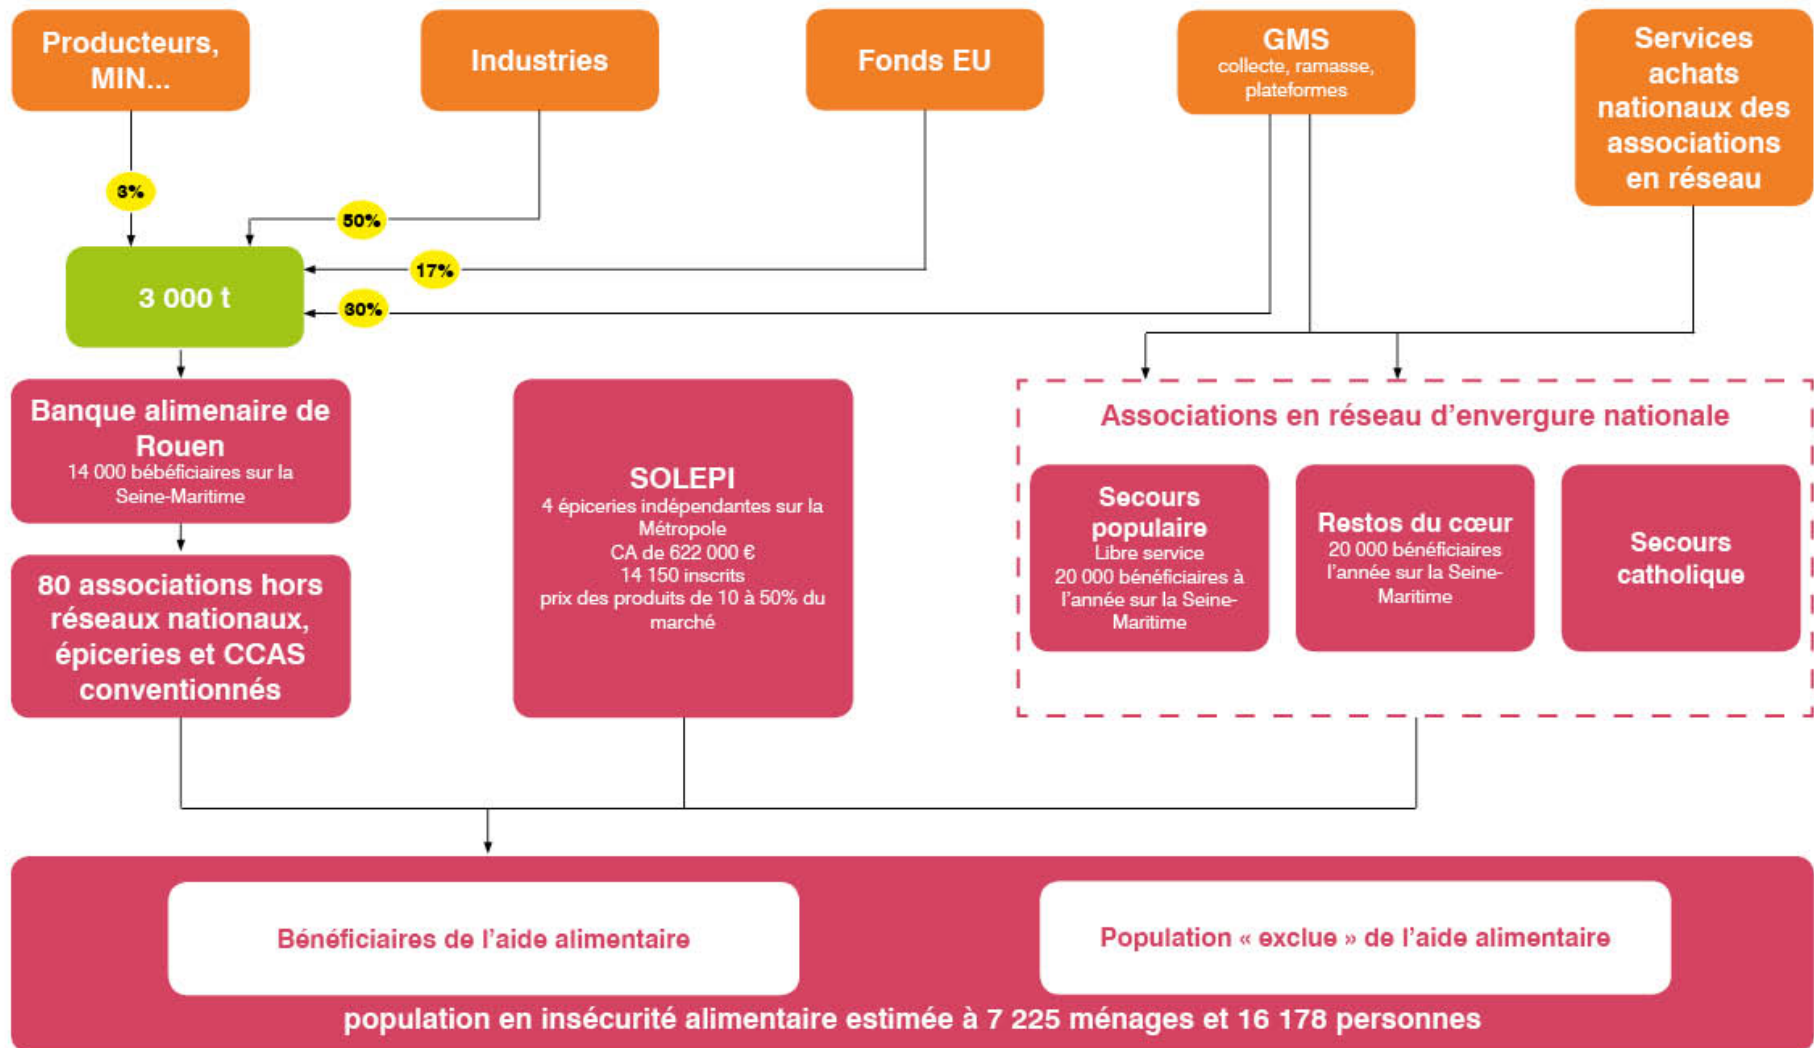 Producteurs,
MIN...
Industries
Fonds EU
GMS
collecte, ramasse,
plateformes
Services
achats
nationaux des
associations
en réseau
3%
50%
17%
30%
3 000 t
Banque alimenaire de
Rouen
14 000 bébéficiaires sur la
Seine-Maritime
80 associations hors
réseaux nationaux,
épiceries et CCAS
conventionnés
SOLEPI
4 épiceries indépendantes sur la
Métropole
CA de 622 000 €
14 150 inscrits
prix des produits de 10 à 50% du
marché
Associations en réseau d'envergure nationale
Secours
populaire
Libre service
20 000 bénéficiaires à
l'année sur la Seine-
Maritime
Restos du cœur
20 000 bénéficiaires
l'année sur la Seine-
Maritime
Secours
catholique
Bénéficiaires de l'aide alimentaire
Population « exclue » de l'aide alimentaire
population en insécurité alimentaire estimée à 7 225 ménages et 16 178 personnes